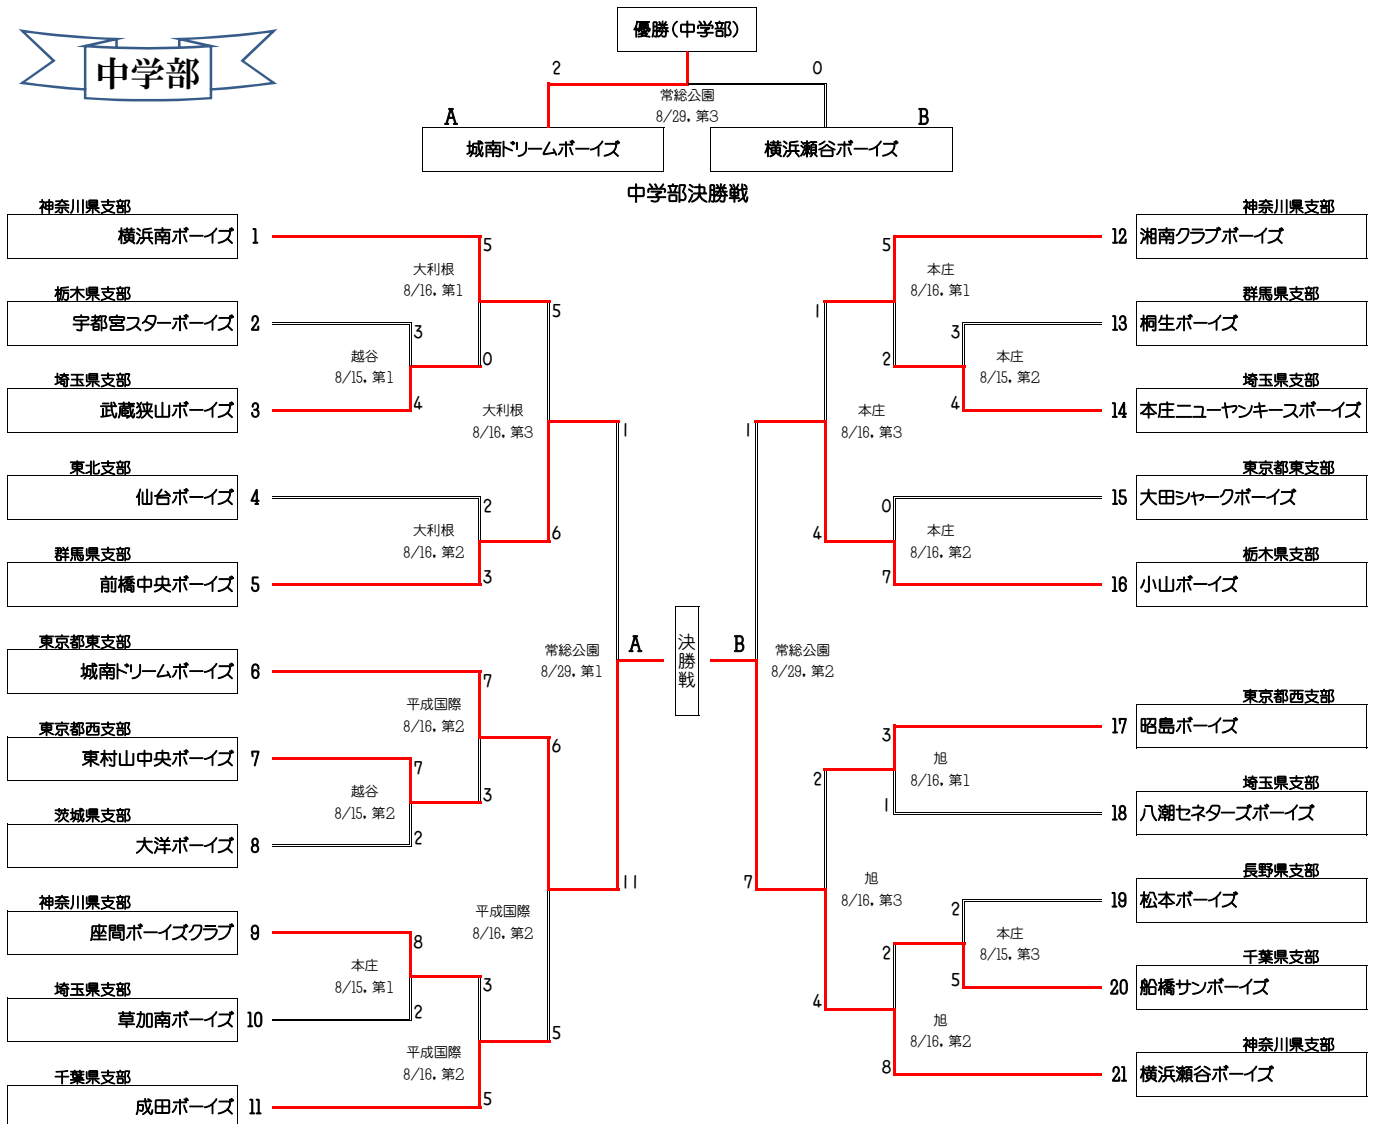 中学部
優勝（中学部）
2
0
常総公園
8/29. 第3
A
B
城南ドリームボーイズ
横浜瀬谷ボーイズ
中学部決勝戦
神奈川県支部
横浜南ボーイズ 1
栃木県支部
宇都宮スターボーイズ 2
埼玉県支部
武蔵狭山ボーイズ 3
東北支部
仙台ボーイズ 4
群馬県支部
前橋中央ボーイズ 5
東京都東支部
城南ドリームボーイズ 6
東京都西支部
東村山中央ボーイズ 7
茨城県支部
大洋ボーイズ 8
神奈川県支部
座間ボーイズクラブ 9
埼玉県支部
草加南ボーイズ 10
千葉県支部
成田ボーイズ 11
越谷
8/15. 第1
3
4
越谷
8/15. 第2
7
2
本庄
8/15. 第1
8
2
大利根
8/16. 第1
5
0
大利根
8/16. 第2
2
3
平成国際
8/16. 第2
7
3
平成国際
8/16. 第2
3
5
大利根
8/16. 第3
5
6
平成国際
8/16. 第2
6
5
常総公園
8/29. 第1
1
11
A
決勝戦
B
常総公園
8/29. 第2
1
7
本庄
8/16. 第3
1
4
旭
8/16. 第3
2
4
本庄
8/16. 第1
5
2
本庄
8/16. 第2
0
7
旭
8/16. 第1
3
1
旭
8/16. 第2
2
8
本庄
8/15. 第2
3
4
本庄
8/15. 第3
2
5
神奈川県支部
12 湘南クラブボーイズ
群馬県支部
13 桐生ボーイズ
埼玉県支部
14 本庄ニューヤンキースボーイズ
東京都東支部
15 大田シャークボーイズ
栃木県支部
16 小山ボーイズ
東京都西支部
17 昭島ボーイズ
埼玉県支部
18 八潮セネターズボーイズ
長野県支部
19 松本ボーイズ
千葉県支部
20 船橋サンボーイズ
神奈川県支部
21 横浜瀬谷ボーイズ